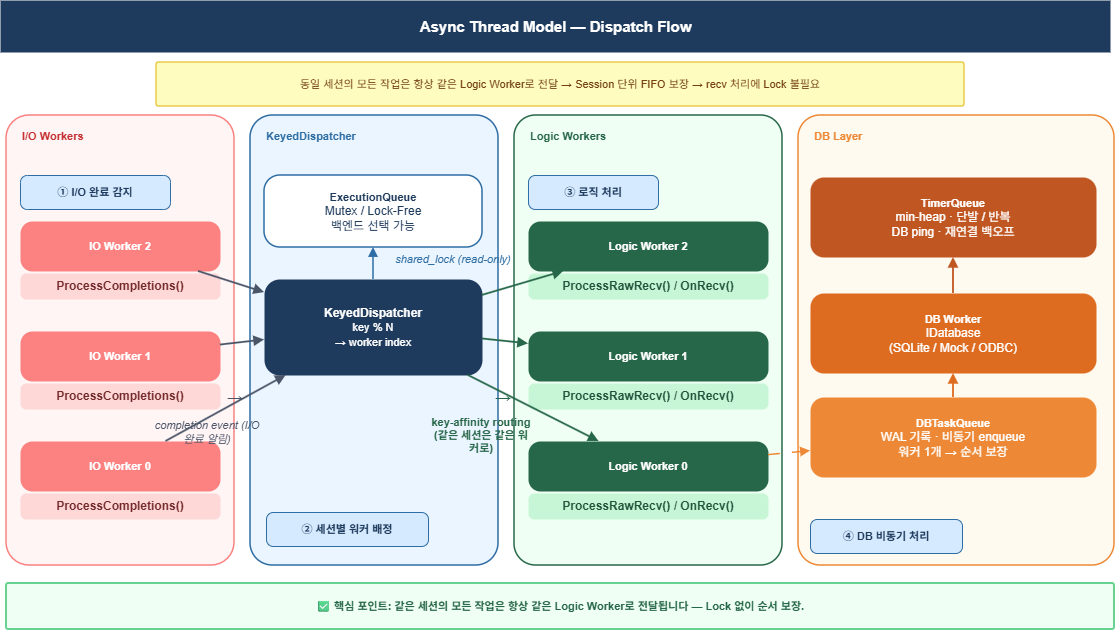 Async Thread Model — Dispatch Flow
동일 세션의 모든 작업은 항상 같은 Logic Worker로 전달 → Session 단위 FIFO 보장 → recv 처리에 Lock 불필요
I/O Workers
① I/O 완료 감지
IO Worker 2
ProcessCompletions()
IO Worker 1
ProcessCompletions()
→
completion event (I/O
완료 알림)
IO Worker 0
ProcessCompletions()
KeyedDispatcher
ExecutionQueue
Mutex / Lock-Free
백엔드 선택 가능
shared_lock (read-only)
KeyedDispatcher
key % N
→ worker index
② 세션별 워커 배정
→
key-affinity routing
(같은 세션은 같은 워
커로)
Logic Workers
③ 로직 처리
Logic Worker 2
ProcessRawRecv() / OnRecv()
Logic Worker 1
ProcessRawRecv() / OnRecv()
Logic Worker 0
ProcessRawRecv() / OnRecv()
DB Layer
TimerQueue
min-heap · 단발 / 반복
DB ping · 재연결 백오프
DB Worker
IDatabase
(SQLite / Mock / ODBC)
DBTaskQueue
WAL 기록 · 비동기 enqueue
워커 1개 → 순서 보장
④ DB 비동기 처리
✅ 핵심 포인트: 같은 세션의 모든 작업은 항상 같은 Logic Worker로 전달됩니다 — Lock 없이 순서 보장.